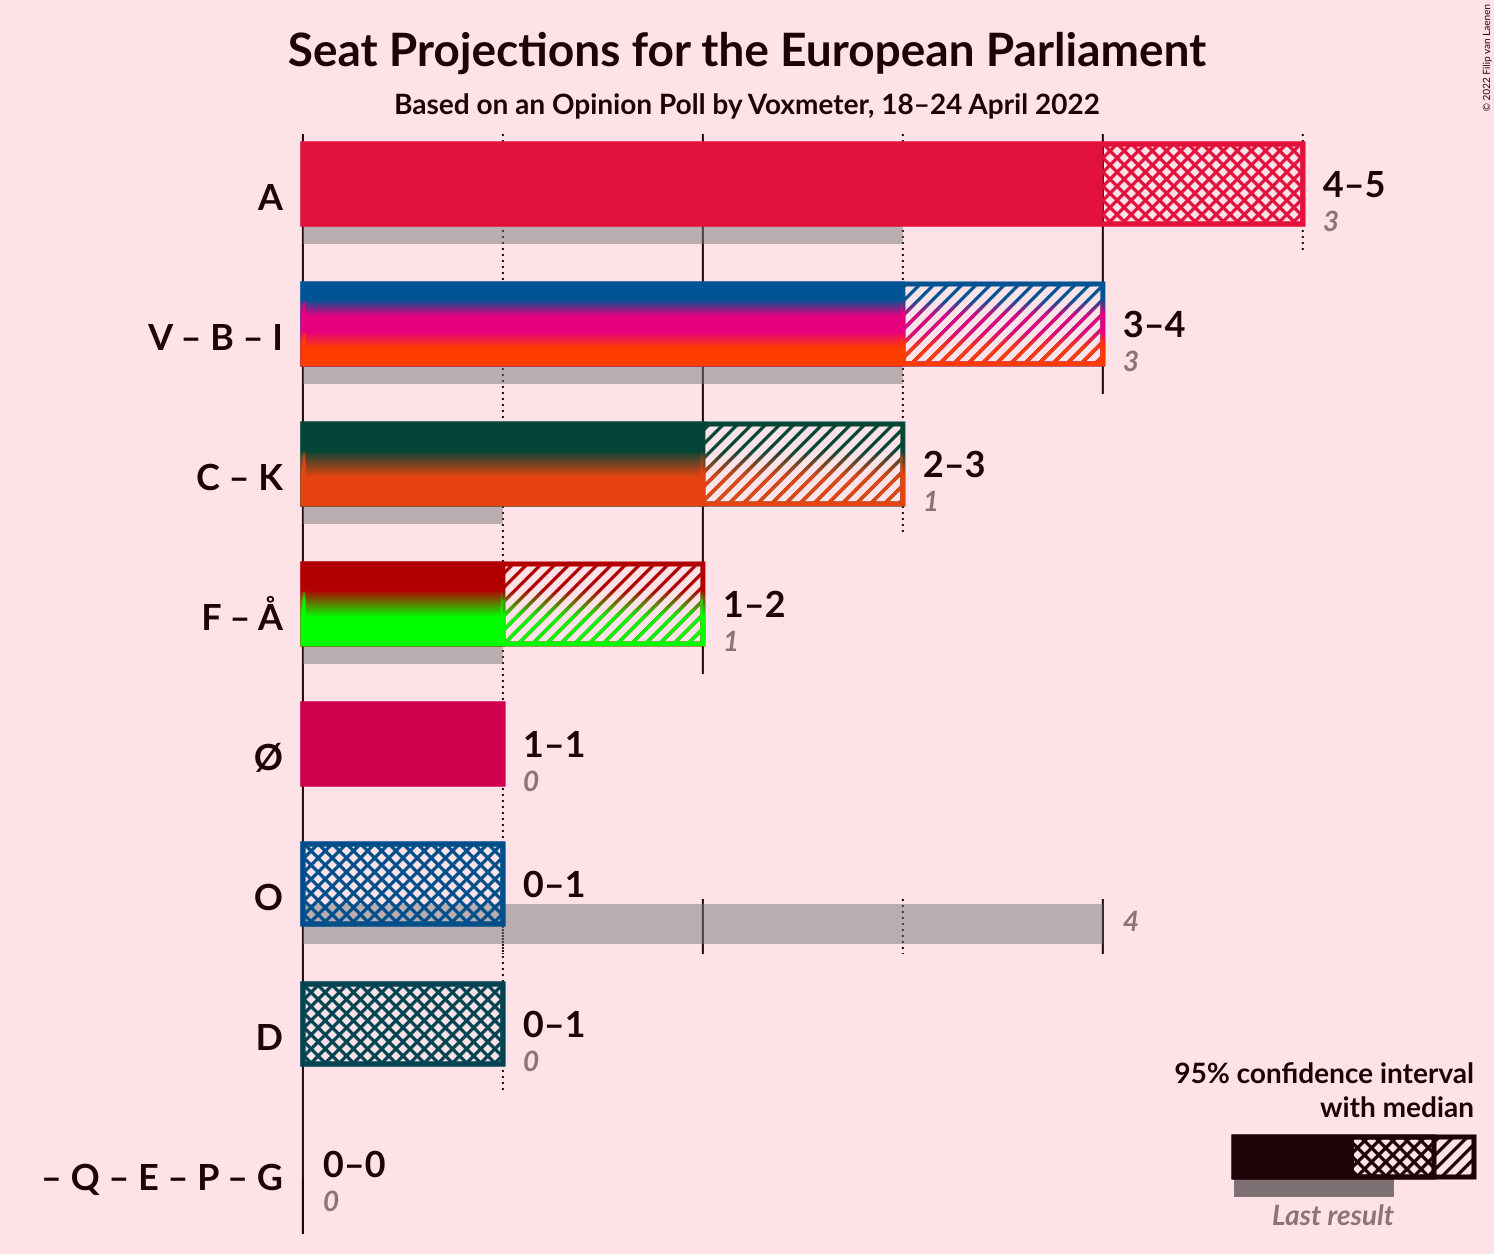 Seat Projections for the European Parliament
Based on an Opinion Poll by Voxmeter, 18–24 April 2022
© 2022 Filip van Laenen
A
4–5
3
V – B – I
3–4
3
C – K
2–3
1
F – Å
1–2
1
Ø
1–1
0
O
0–1
4
D
0–1
0
– Q – E – P – G
0–0
0
95% confidence interval
with median
Last result